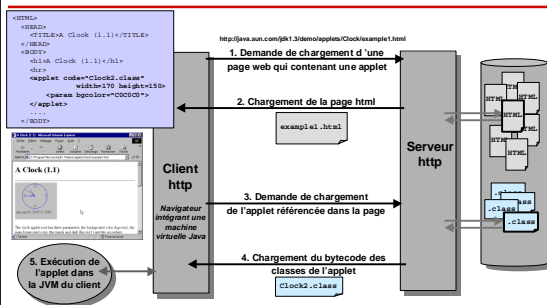 <HTML>
<HEAD>
<TITLE>A Clock (1.1)</TITLE>
</HEAD>
<BODY>
<h1>A Clock (1.1)</h1>
<hr>
<applet code="Clock2.class"
width=170 height=150>
<param bgcolor="C0C0C0">
</applet>
....
</BODY>
http://java.sun.com/jdk1.3/demo/applets/Clock/example1.html
1. Demande de chargement d 'une
page web qui contenant une applet
2. Chargement de la page html
example1.html
Client
http
Navigateur
intégrant une
machine
virtuelle Java
Serveur
http
3. Demande de chargement
de l'applet référencée dans la page
4. Chargement du bytecode des
classes de l'applet
Clock2.class
5. Exécution de
l'applet dans
la JVM du client
A Clock (1.1)
HTML
HTML
HTML
HTML
HTML
.class
.class
.class